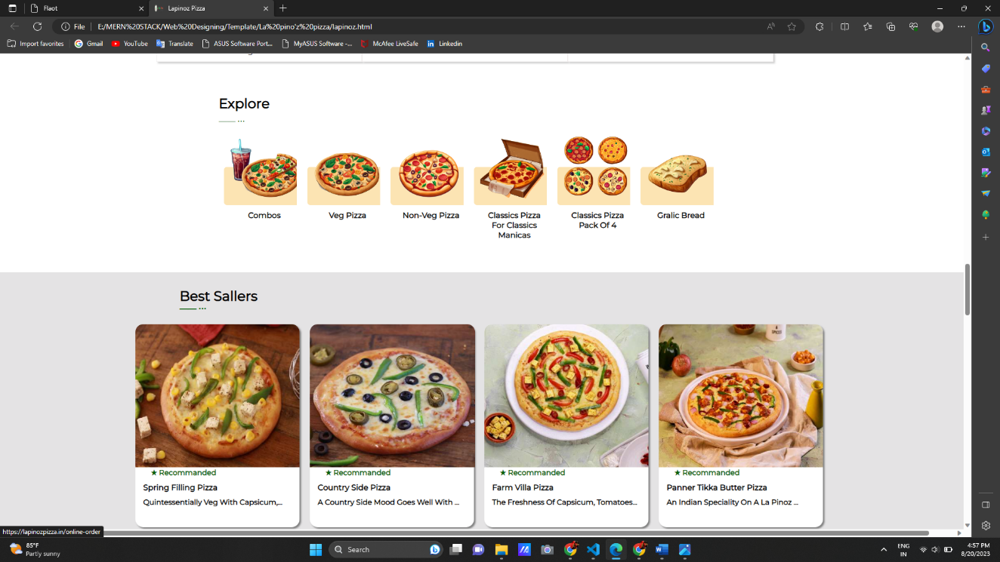 Flaot
Lapinoz Pizza
File
E:/MERN%20STACK/Web%20Designing/Template/La%20pino'z%20pizza/lapinoz.html
Import favorites
Gmail
YouTube
Translate
ASUS Software Port...
MyASUS Software -...
McAfee LiveSafe
Linkedin
Explore
Combos
Veg Pizza
Non-Veg Pizza
Classics Pizza
For Classics
Manicas
Classics Pizza
Pack Of 4
Gralic Bread
Best Sallers
★ Recommanded
Spring Filling Pizza
Quintessentially Veg With Capsicum,...
★ Recommanded
Country Side Pizza
A Country Side Mood Goes Well With ...
★ Recommanded
Farm Villa Pizza
The Freshness Of Capsicum, Tomatoes...
★ Recommanded
Panner Tikka Butter Pizza
An Indian Speciality On A La Pinoz ...
https://lapinozpizza.in/online-order
85°F
Partly sunny
Search
ENG
IN
4:57 PM
8/20/2023